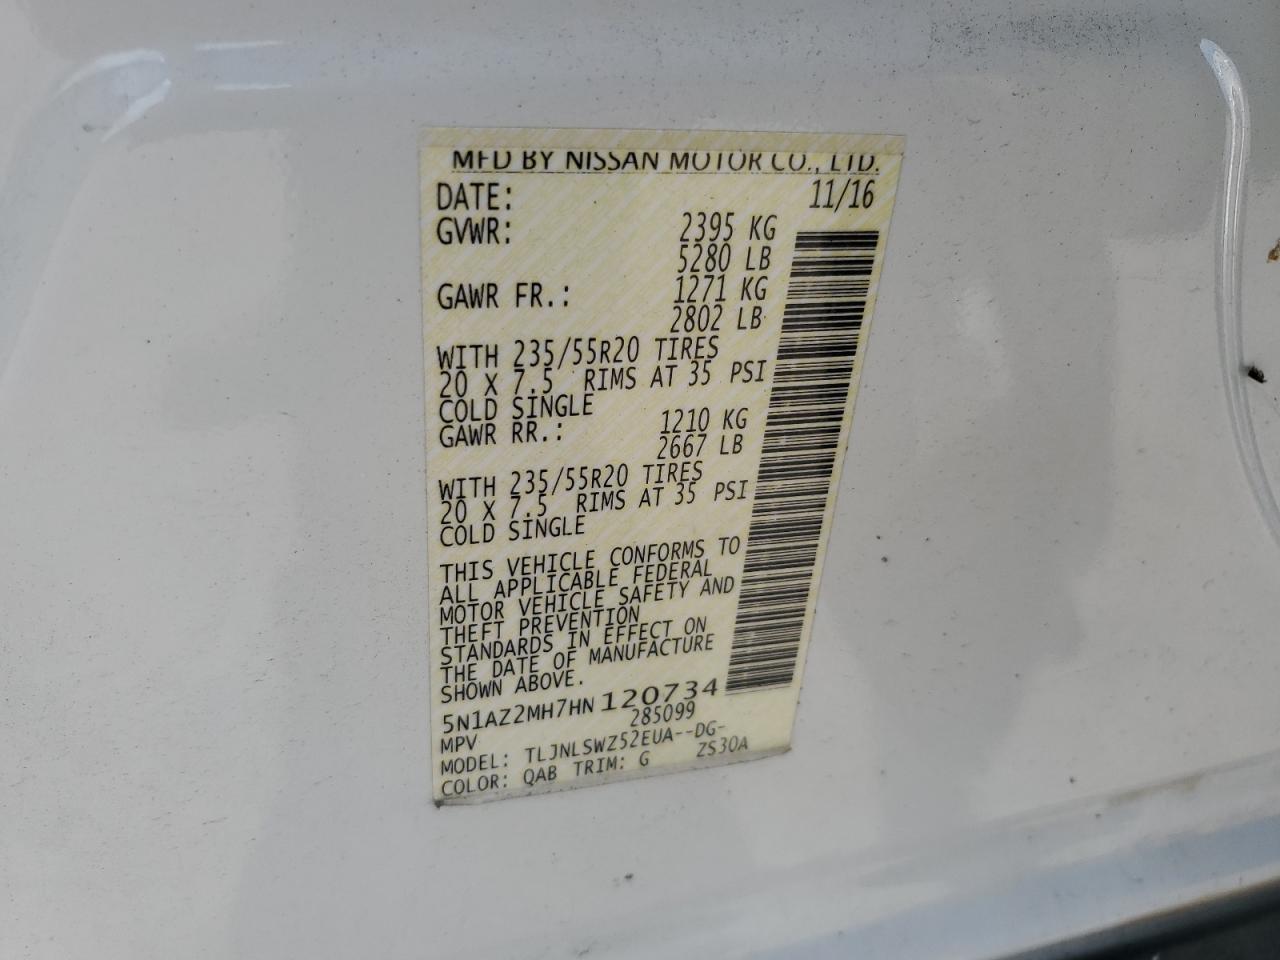 MFD BY NISSAN MOTOR CO., LTD.
DATE: 11/16
GVWR: 2395 KG
5280 LB
GAWR FR.: 1271 KG
2802 LB
WITH 235/55R20 TIRES
20 X 7.5 RIMS AT 35 PSI
COLD SINGLE
GAWR RR.: 1210 KG
2667 LB
WITH 235/55R20 TIRES
20 X 7.5 RIMS AT 35 PSI
COLD SINGLE
THIS VEHICLE CONFORMS TO
ALL APPLICABLE FEDERAL
MOTOR VEHICLE SAFETY AND
THEFT PREVENTION
STANDARDS IN EFFECT ON
THE DATE OF MANUFACTURE
SHOWN ABOVE.
5N1AZ2MH7HN120734
MPV 285099
MODEL: TLJNLSWZ52EUA--DG-
COLOR: QAB TRIM: G ZS30A